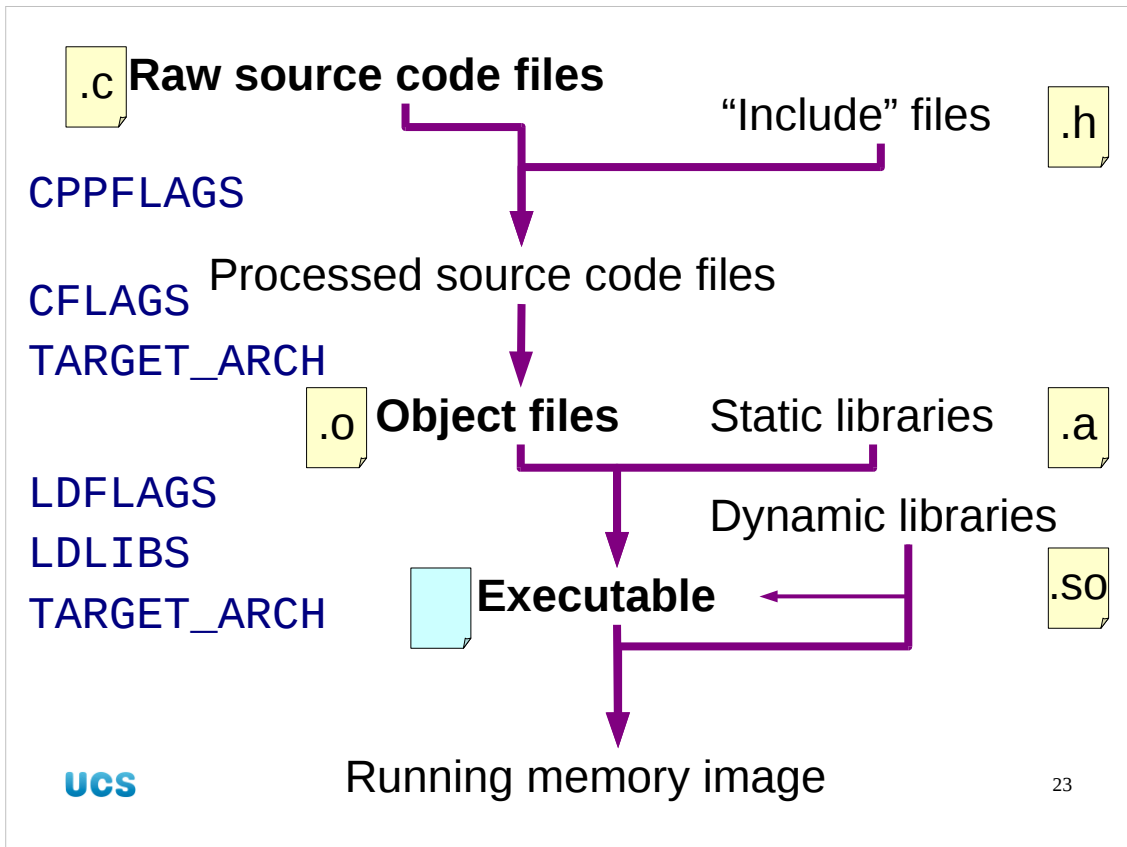 .c Raw source code files
“Include” files
.h
CPPFLAGS
Processed source code files
CFLAGS
TARGET_ARCH
.o Object files
Static libraries
.a
LDFLAGS
Dynamic libraries
LDLIBS
.so
Executable
TARGET_ARCH
UCS
Running memory image
23